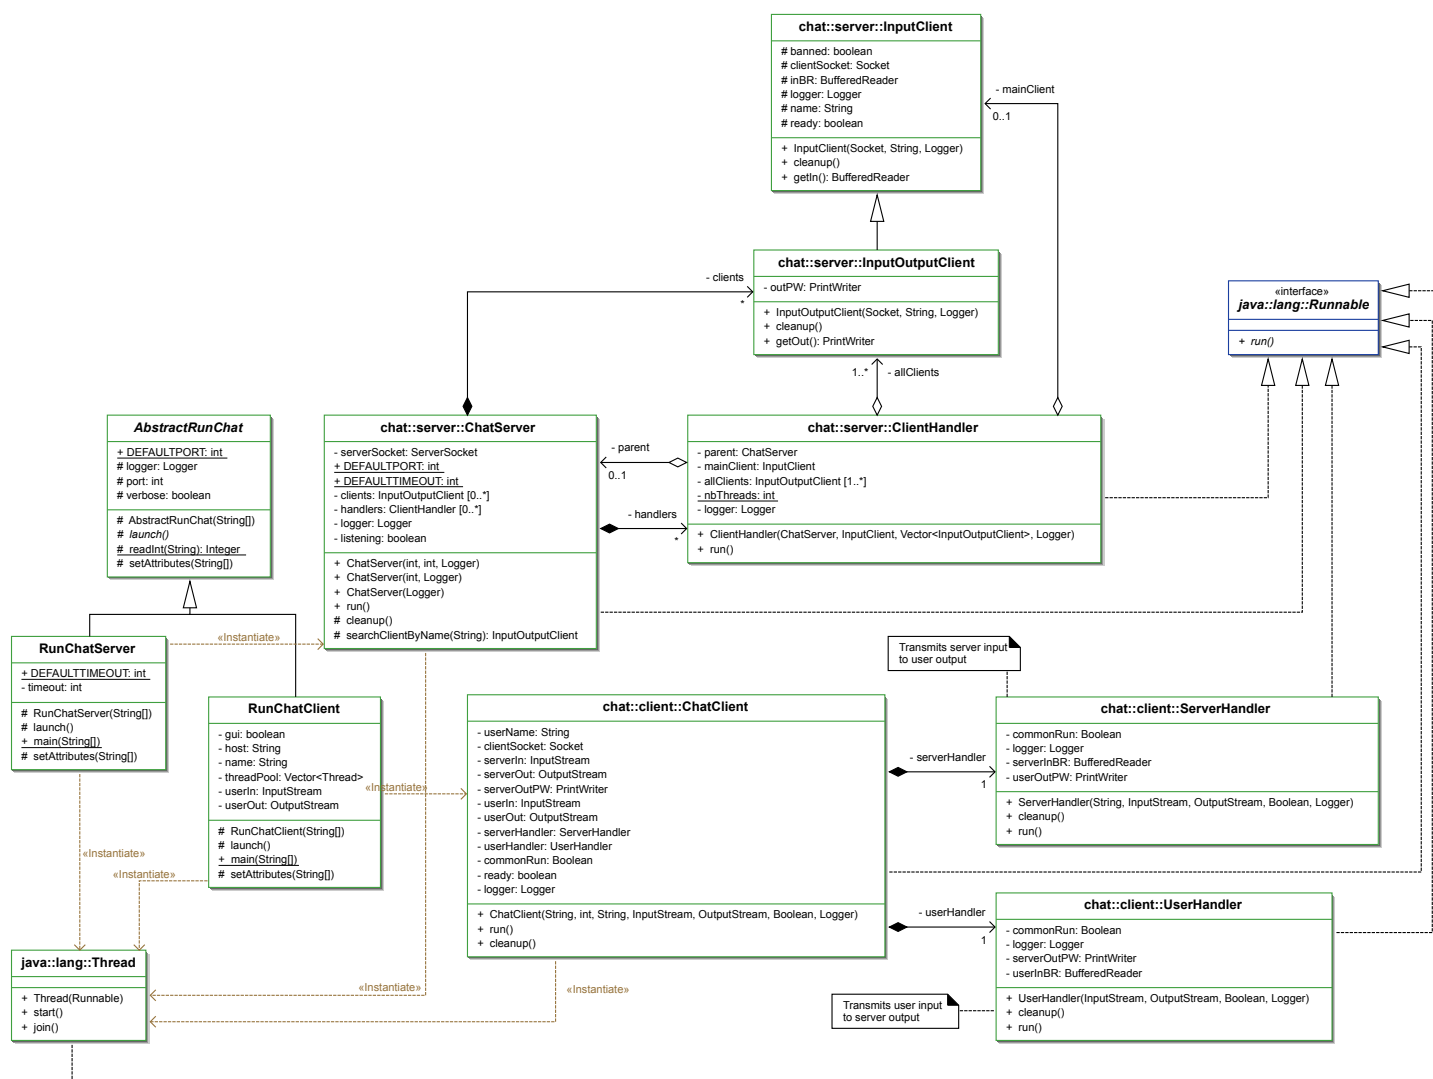 chat::server::InputClient
# banned: boolean
# clientSocket: Socket
# inBR: BufferedReader
# logger: Logger
# name: String
# ready: boolean
+ InputClient(Socket, String, Logger)
+ cleanup()
+ getIn(): BufferedReader
- mainClient
0..1
chat::server::InputOutputClient
- outPW: PrintWriter
+ InputOutputClient(Socket, String, Logger)
+ cleanup()
+ getOut(): PrintWriter
- clients
*
1..*
- allClients
«interface»
java::lang::Runnable
+ run()
AbstractRunChat
+ DEFAULTPORT: int
# logger: Logger
# port: int
# verbose: boolean
# AbstractRunChat(String[])
# launch()
# readInt(String): Integer
# setAttributes(String[])
chat::server::ChatServer
- serverSocket: ServerSocket
+ DEFAULTPORT: int
+ DEFAULTTIMEOUT: int
- clients: InputOutputClient [0..*]
- handlers: ClientHandler [0..*]
- logger: Logger
- listening: boolean
+ ChatServer(int, int, Logger)
+ ChatServer(int, Logger)
+ ChatServer(Logger)
+ run()
# cleanup()
# searchClientByName(String): InputOutputClient
- parent
0..1
- handlers
*
chat::server::ClientHandler
- parent: ChatServer
- mainClient: InputClient
- allClients: InputOutputClient [1..*]
- nbThreads: int
- logger: Logger
+ ClientHandler(ChatServer, InputClient, Vector<InputOutputClient>, Logger)
+ run()
«Instantiate»
RunChatServer
+ DEFAULTTIMEOUT: int
- timeout: int
# RunChatServer(String[])
# launch()
+ main(String[])
# setAttributes(String[])
RunChatClient
- gui: boolean
- host: String
- name: String
- threadPool: Vector<Thread>
- userIn: InputStream
- userOut: OutputStream
# RunChatClient(String[])
# launch()
+ main(String[])
# setAttributes(String[])
«Instantiate»
chat::client::ChatClient
- userName: String
- clientSocket: Socket
- serverIn: InputStream
- serverOut: OutputStream
- serverOutPW: PrintWriter
- userIn: InputStream
- userOut: OutputStream
- serverHandler: ServerHandler
- userHandler: UserHandler
- commonRun: Boolean
- ready: boolean
- logger: Logger
+ ChatClient(String, int, String, InputStream, OutputStream, Boolean, Logger)
+ run()
+ cleanup()
Transmits server input
to user output
- serverHandler
1
chat::client::ServerHandler
- commonRun: Boolean
- logger: Logger
- serverInBR: BufferedReader
- userOutPW: PrintWriter
+ ServerHandler(String, InputStream, OutputStream, Boolean, Logger)
+ cleanup()
+ run()
- userHandler
1
chat::client::UserHandler
- commonRun: Boolean
- logger: Logger
- serverOutPW: PrintWriter
- userInBR: BufferedReader
+ UserHandler(InputStream, OutputStream, Boolean, Logger)
+ cleanup()
+ run()
Transmits user input
to server output
«Instantiate»
«Instantiate»
java::lang::Thread
+ Thread(Runnable)
+ start()
+ join()
«Instantiate»
«Instantiate»